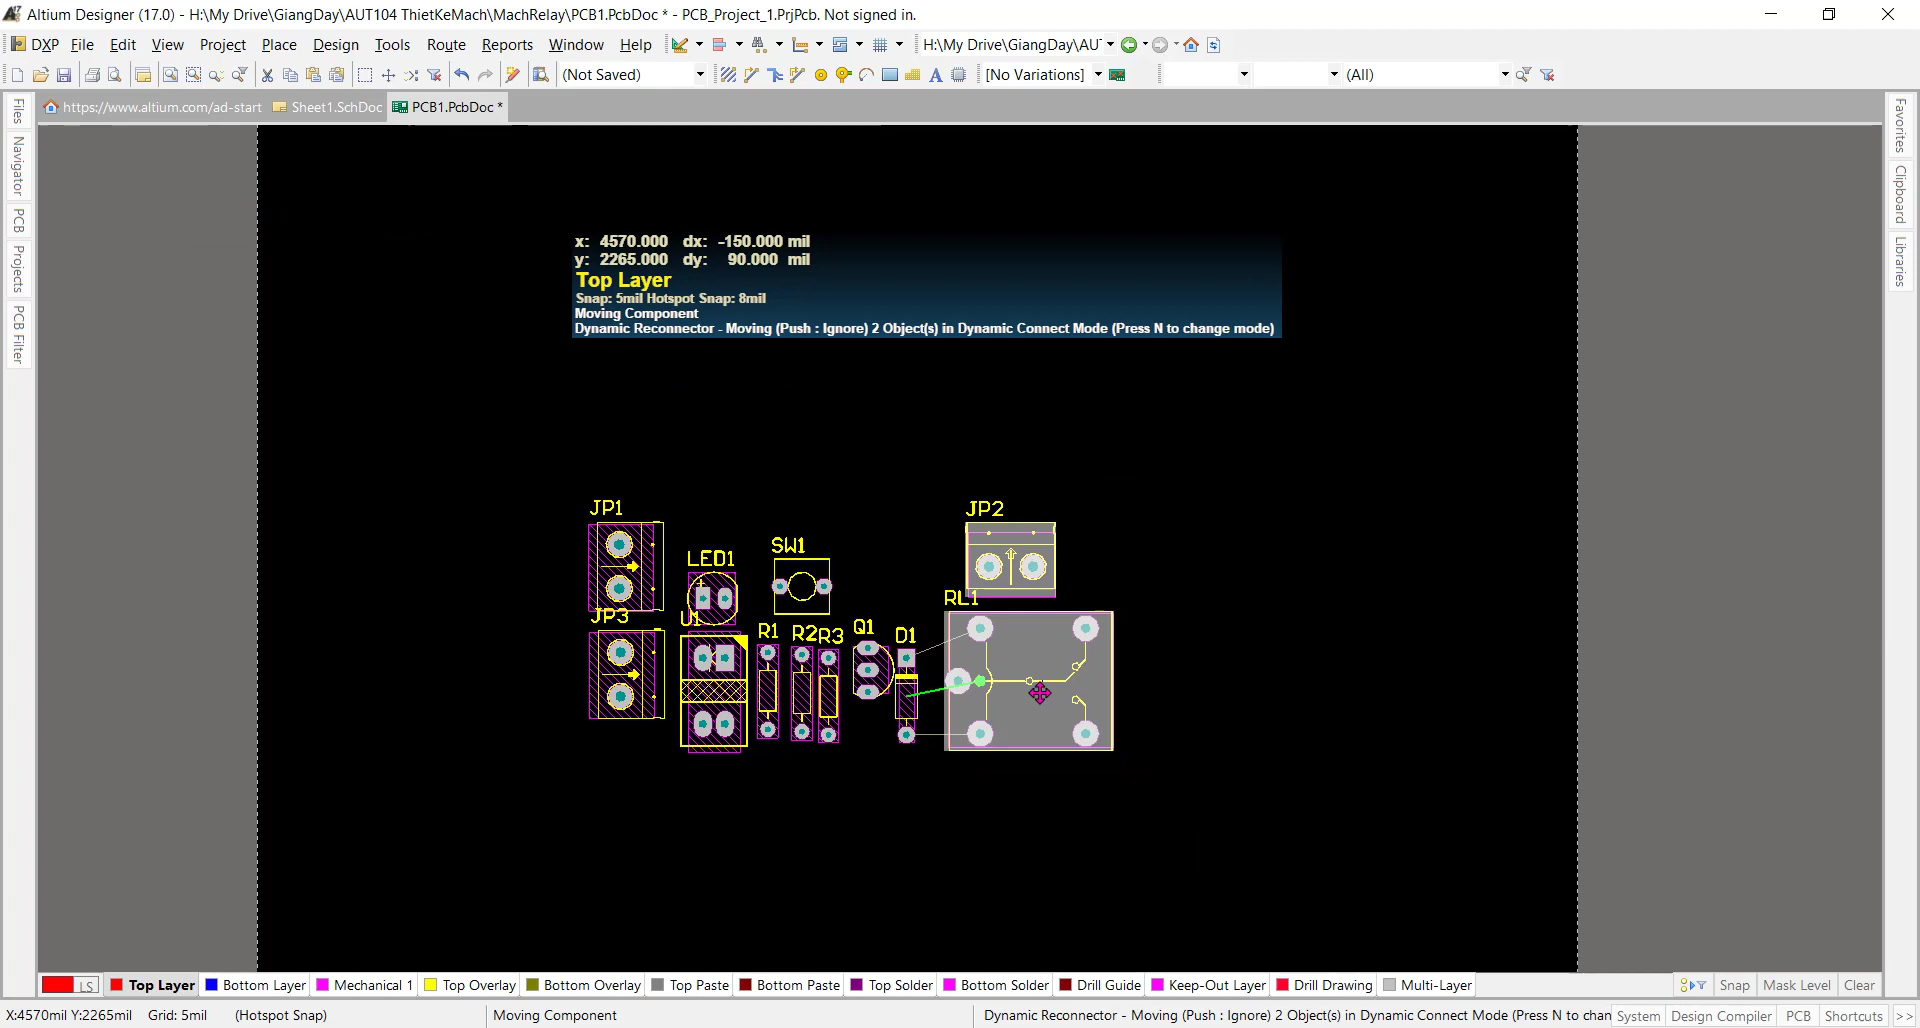 Altium Designer (17.0) - H:\My Drive\GiangDay\AUT104 ThietKeMach\MachRelay\PCB1.PcbDoc * - PCB_Project_1.PrjPcb. Not signed in.
DXP File Edit View Project Place Design Tools Route Reports Window Help H:\My Drive\GiangDay\AU
(Not Saved) A [No Variations] (All)
https://www.altium.com/ad-start Sheet1.SchDoc PCB1.PcbDoc *
Files
Navigator
PCB
Projects
PCB Filter
Favorites
Clipboard
Libraries
x: 4570.000 dx: -150.000 mil
y: 2265.000 dy: 90.000 mil
Top Layer
Snap: 5mil Hotspot Snap: 8mil
Moving Component
Dynamic Reconnector - Moving (Push : Ignore) 2 Object(s) in Dynamic Connect Mode (Press N to change mode)
JP1 JP2
LED1 SW1
JP3 U1 RL1
R1 R2 R3 Q1 D1
LS Top Layer Bottom Layer Mechanical 1 Top Overlay Bottom Overlay Top Paste Bottom Paste Top Solder Bottom Solder Drill Guide Keep-Out Layer Drill Drawing Multi-Layer Snap Mask Level Clear
X:4570mil Y:2265mil Grid: 5mil (Hotspot Snap) Moving Component Dynamic Reconnector - Moving (Push : Ignore) 2 Object(s) in Dynamic Connect Mode (Press N to chan System Design Compiler PCB Shortcuts >>